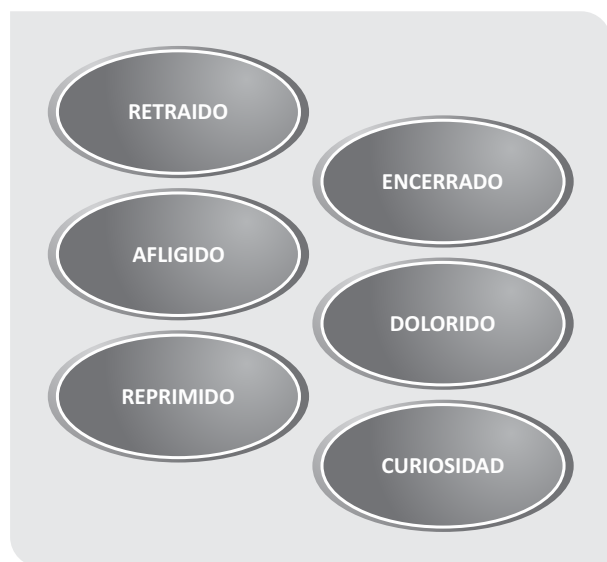 RETRAIDO
ENCERRADO
AFLIGIDO
DOLORIDO
REPRIMIDO
CURIOSIDAD